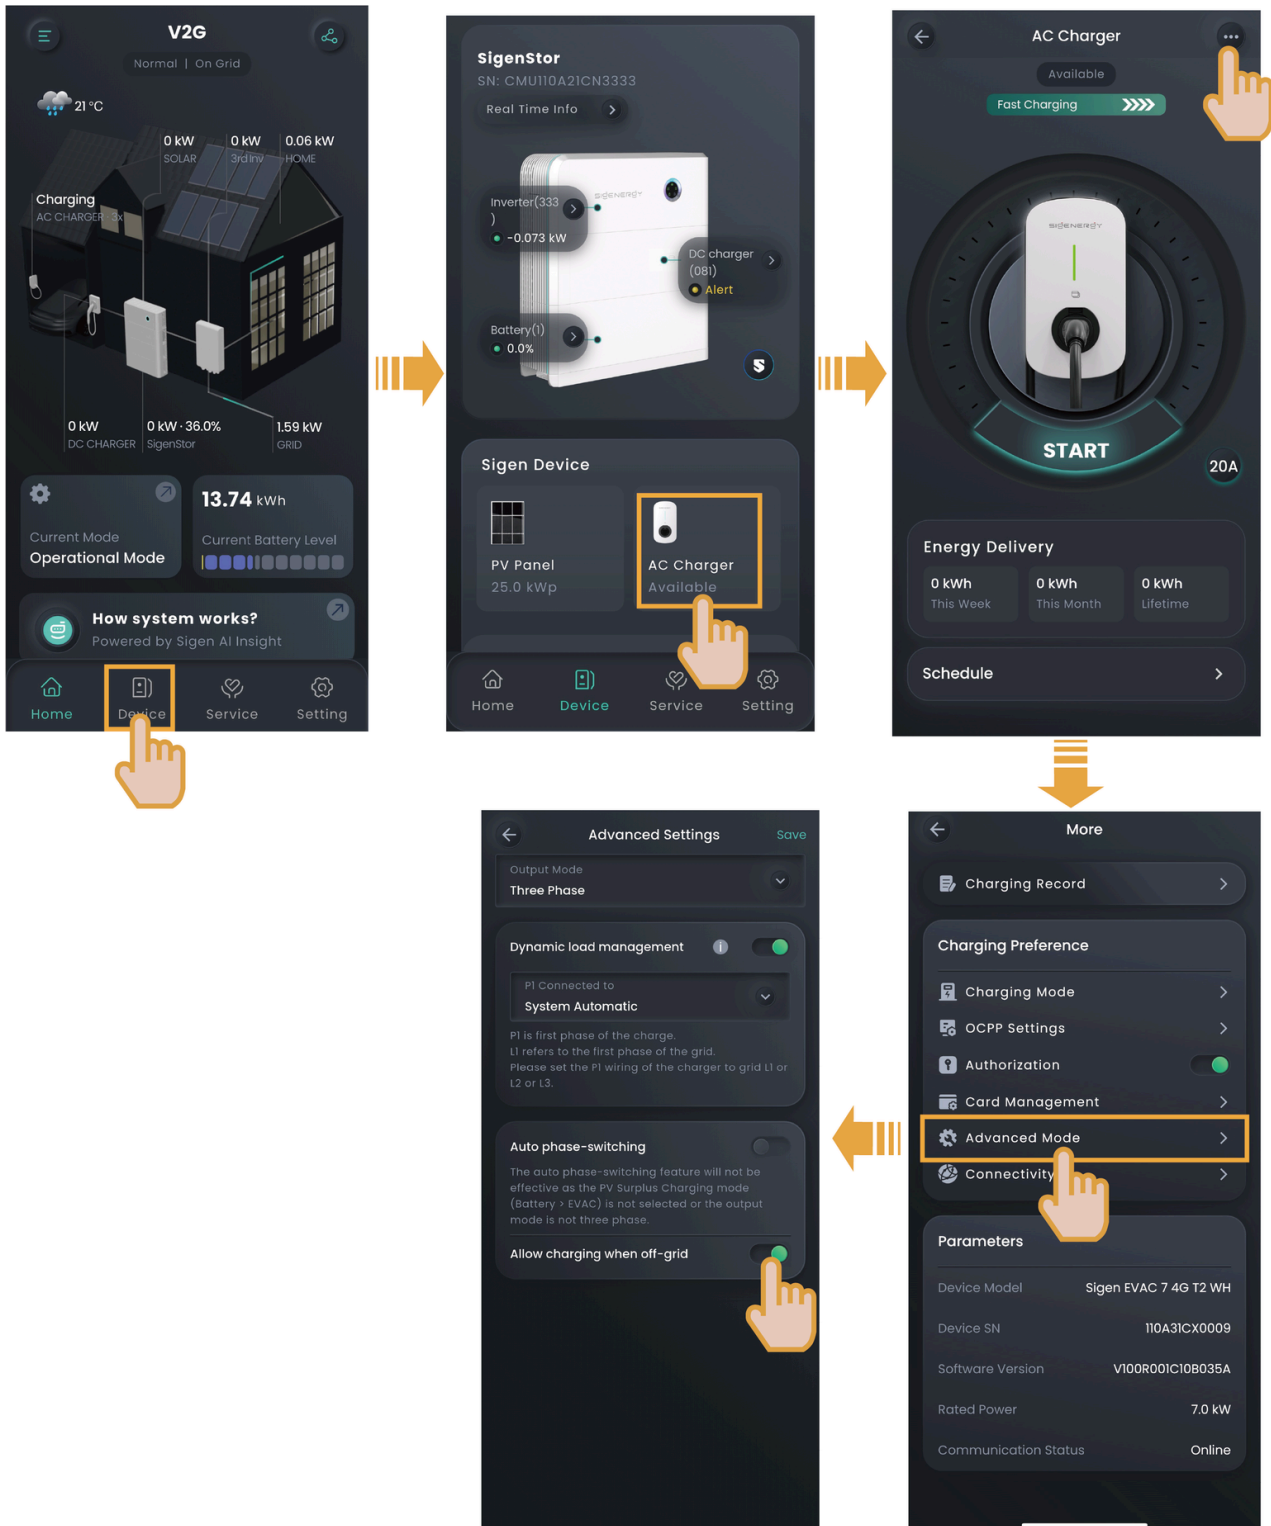 V2G
Normal | On Grid
21 °C
0 kW
SOLAR
0 kW
3rd Inv
0.06 kW
HOME
Charging
AC CHARGER · 3x
0 kW
DC CHARGER
0 kW · 36.0%
SigenStor
1.59 kW
GRID
Current Mode
Operational Mode
13.74 kWh
Current Battery Level
How system works?
Powered by Sigen AI Insight
Home
Device
Service
Setting
SigenStor
SN: CMU110A21CN3333
Real Time Info
SIGENERGY
Inverter(333
)
-0.073 kW
DC charger
(081)
Alert
Battery(1)
0.0%
Sigen Device
PV Panel
25.0 kWp
AC Charger
Available
Home
Device
Service
Setting
AC Charger
Available
Fast Charging
SIGENERGY
START
20A
Energy Delivery
0 kWh
This Week
0 kWh
This Month
0 kWh
Lifetime
Schedule
More
Charging Record
Charging Preference
Charging Mode
OCPP Settings
Authorization
Card Management
Advanced Mode
Connectivity
Parameters
Device Model Sigen EVAC 7 4G T2 WH
Device SN 110A31CX0009
Software Version V100R001C10B035A
Rated Power 7.0 kW
Communication Status Online
Advanced Settings
Save
Output Mode
Three Phase
Dynamic load management
P1 Connected to
System Automatic
P1 is first phase of the charge.
L1 refers to the first phase of the grid.
Please set the P1 wiring of the charger to grid L1 or
L2 or L3.
Auto phase-switching
The auto phase-switching feature will not be
effective as the PV Surplus Charging mode
(Battery > EVAC) is not selected or the output
mode is not three phase.
Allow charging when off-grid